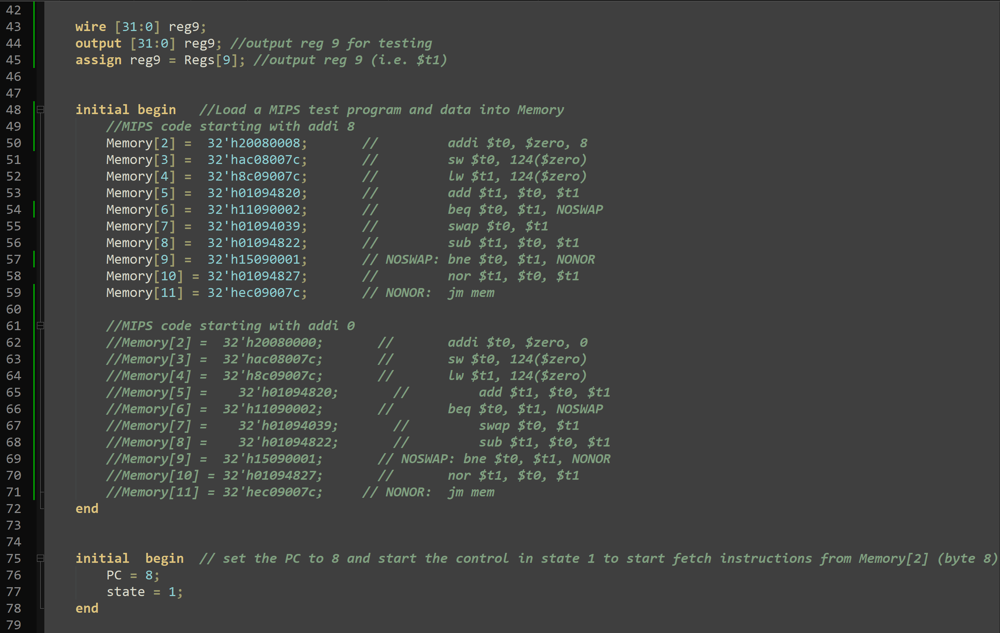 42
43 wire [31:0] reg9;
44 output [31:0] reg9; //output reg 9 for testing
45 assign reg9 = Regs[9]; //output reg 9 (i.e. $t1)
46
47
48 initial begin   //Load a MIPS test program and data into Memory
49     //MIPS code starting with addi 8
50     Memory[2] =  32'h20080008;       //         addi $t0, $zero, 8
51     Memory[3] =  32'hac08007c;       //         sw $t0, 124($zero)
52     Memory[4] =  32'h8c09007c;       //         lw $t1, 124($zero)
53     Memory[5] =  32'h01094820;       //         add $t1, $t0, $t1
54     Memory[6] =  32'h11090002;       //         beq $t0, $t1, NOSWAP
55     Memory[7] =  32'h01094039;       //         swap $t0, $t1
56     Memory[8] =  32'h01094822;       //         sub $t1, $t0, $t1
57     Memory[9] =  32'h15090001;       // NOSWAP: bne $t0, $t1, NONOR
58     Memory[10] = 32'h01094827;       //         nor $t1, $t0, $t1
59     Memory[11] = 32'hec09007c;       // NONOR:  jm mem
60
61     //MIPS code starting with addi 0
62     //Memory[2] =  32'h20080000;       //       addi $t0, $zero, 0
63     //Memory[3] =  32'hac08007c;       //       sw $t0, 124($zero)
64     //Memory[4] =  32'h8c09007c;       //       lw $t1, 124($zero)
65     //Memory[5] =    32'h01094820;       //         add $t1, $t0, $t1
66     //Memory[6] =  32'h11090002;       //       beq $t0, $t1, NOSWAP
67     //Memory[7] =    32'h01094039;       //         swap $t0, $t1
68     //Memory[8] =    32'h01094822;       //         sub $t1, $t0, $t1
69     //Memory[9] =  32'h15090001;       // NOSWAP: bne $t0, $t1, NONOR
70     //Memory[10] = 32'h01094827;       //       nor $t1, $t0, $t1
71     //Memory[11] = 32'hec09007c;     // NONOR:  jm mem
72 end
73
74
75 initial  begin  // set the PC to 8 and start the control in state 1 to start fetch instructions from Memory[2] (byte 8)
76     PC = 8;
77     state = 1;
78 end
79